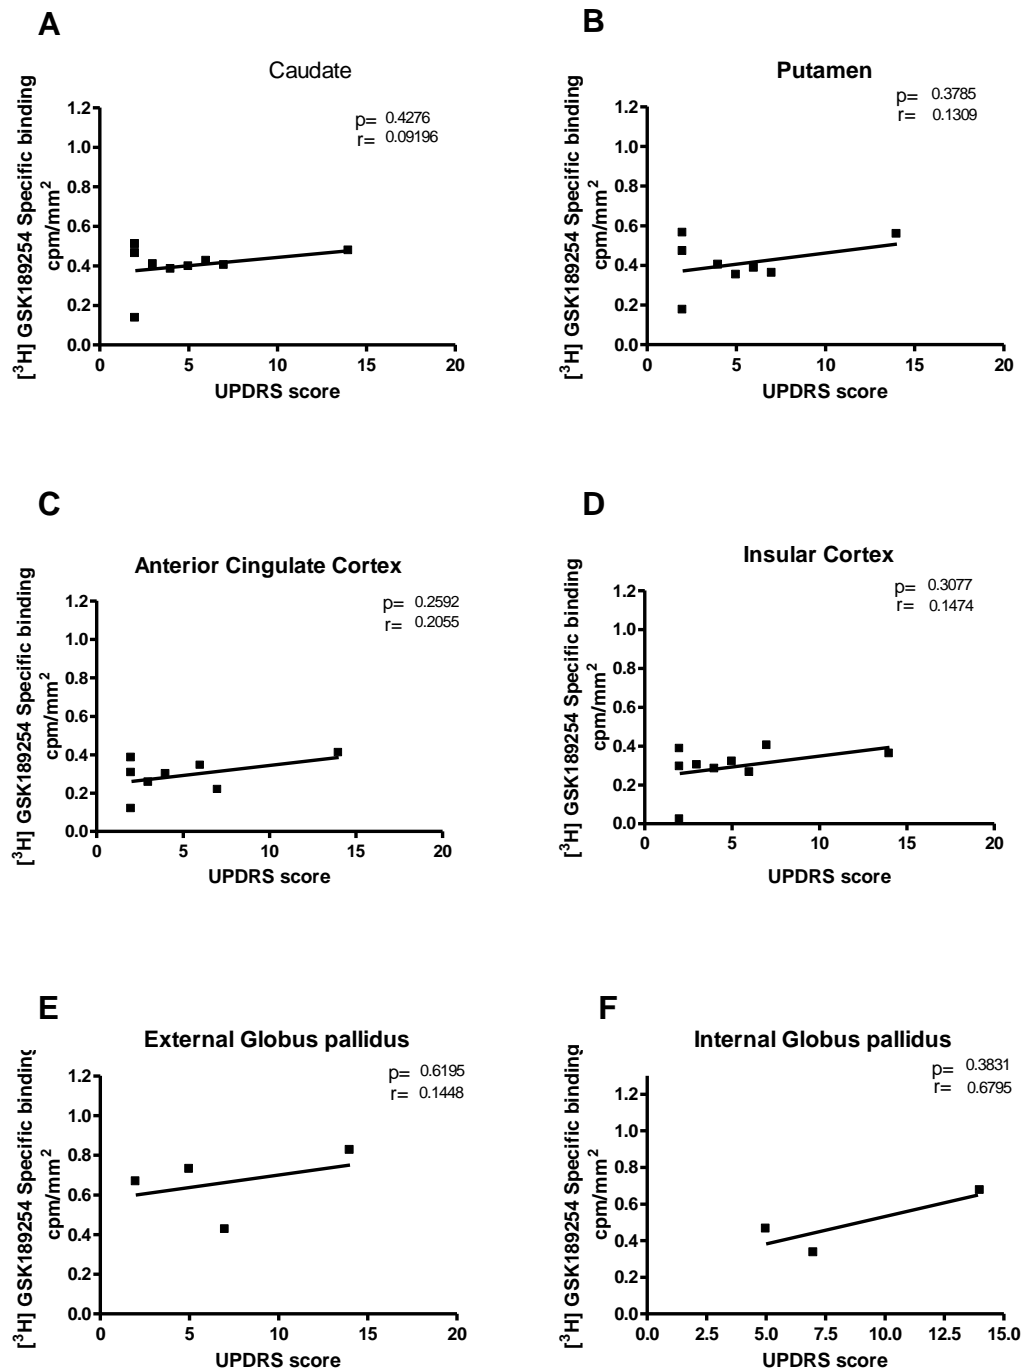 A
Caudate
[³H] GSK189254 Specific binding
cpm/mm²
p= 0.4276
r= 0.09196
1.2
1.0
0.8
0.6
0.4
0.2
0.0
0 5 10 15 20
UPDRS score
B
Putamen
[³H] GSK189254 Specific binding
cpm/mm²
p= 0.3785
r= 0.1309
1.2
1.0
0.8
0.6
0.4
0.2
0.0
0 5 10 15 20
UPDRS score
C
Anterior Cingulate Cortex
[³H] GSK189254 Specific binding
cpm/mm²
p= 0.2592
r= 0.2055
1.2
1.0
0.8
0.6
0.4
0.2
0.0
0 5 10 15 20
UPDRS score
D
Insular Cortex
[³H] GSK189254 Specific binding
cpm/mm²
p= 0.3077
r= 0.1474
1.2
1.0
0.8
0.6
0.4
0.2
0.0
0 5 10 15 20
UPDRS score
E
External Globus pallidus
[³H] GSK189254 Specific binding
cpm/mm²
p= 0.6195
r= 0.1448
1.2
1.0
0.8
0.6
0.4
0.2
0.0
0 5 10 15 20
UPDRS score
F
Internal Globus pallidus
[³H] GSK189254 Specific binding
cpm/mm²
p= 0.3831
r= 0.6795
1.2
1.0
0.8
0.6
0.4
0.2
0.0
0.0 2.5 5.0 7.5 10.0 12.5 15.0
UPDRS score